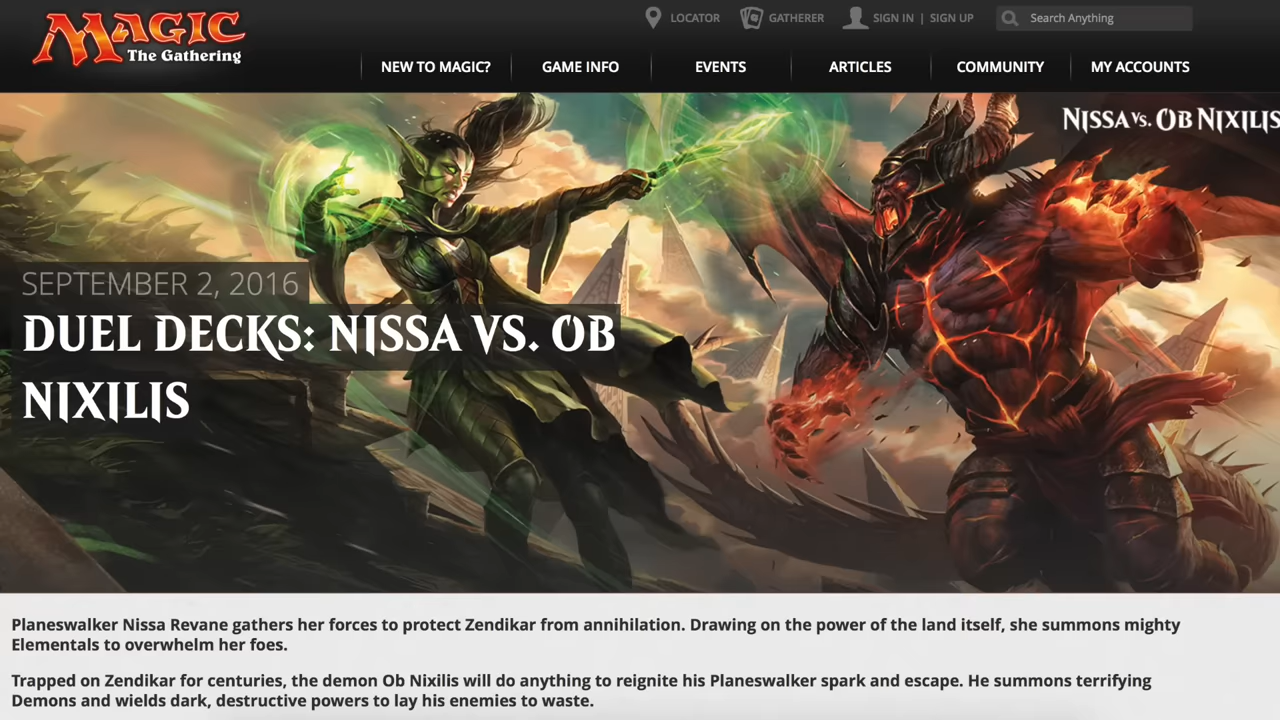 MAGIC
The Gathering
LOCATOR GATHERER SIGN IN | SIGN UP Search Anything
NEW TO MAGIC? GAME INFO EVENTS ARTICLES COMMUNITY MY ACCOUNTS
NISSA VS. OB NIXILIS
SEPTEMBER 2, 2016
DUEL DECKS: NISSA VS. OB
NIXILIS
Planeswalker Nissa Revane gathers her forces to protect Zendikar from annihilation. Drawing on the power of the land itself, she summons mighty
Elementals to overwhelm her foes.
Trapped on Zendikar for centuries, the demon Ob Nixilis will do anything to reignite his Planeswalker spark and escape. He summons terrifying
Demons and wields dark, destructive powers to lay his enemies to waste.